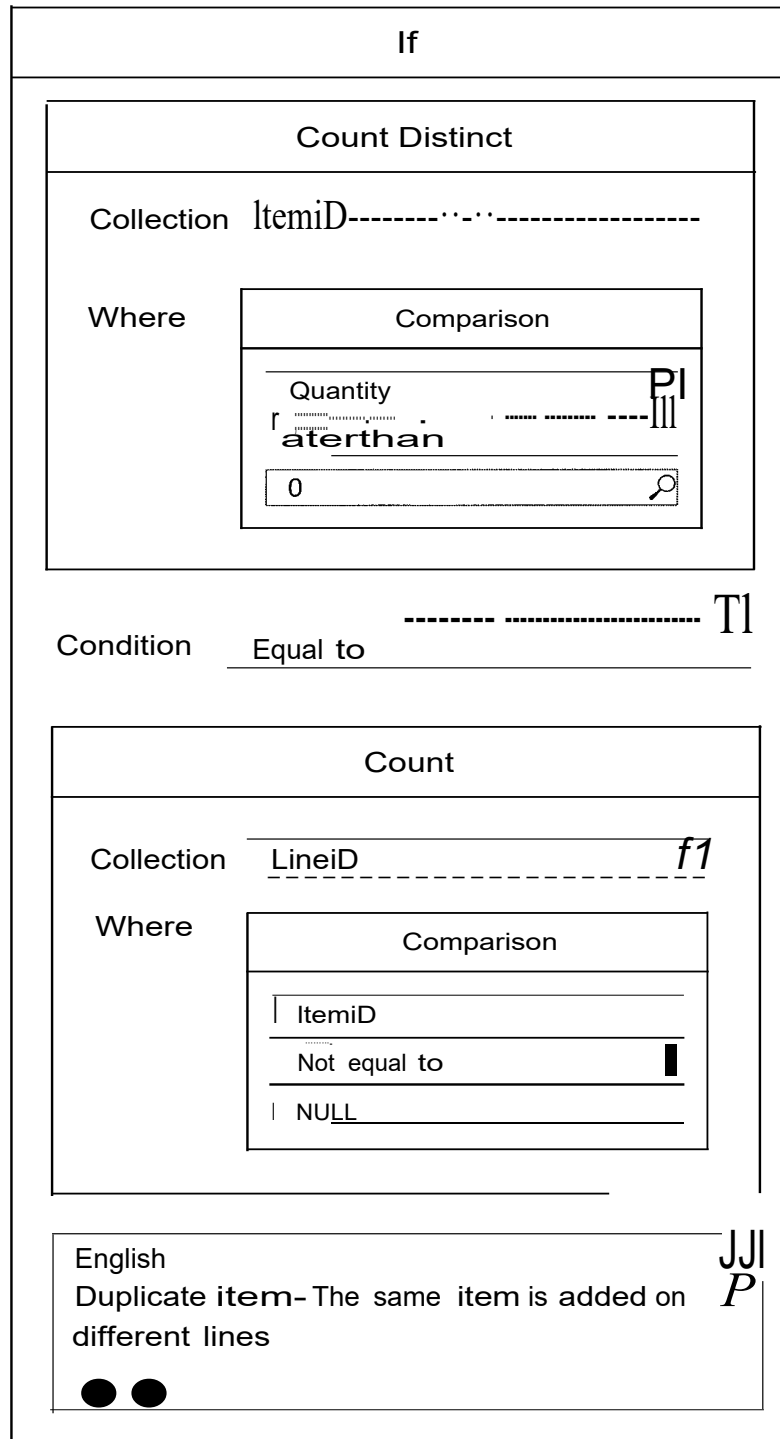 If
Count Distinct
Collection ltemiD
Where
Comparison
Quantity
aterthan
0
Condition Equal to
Count
Collection LineiD
Where
Comparison
ltemiD
Not equal to
NULL
English
Duplicate item- The same item is added on
different lines